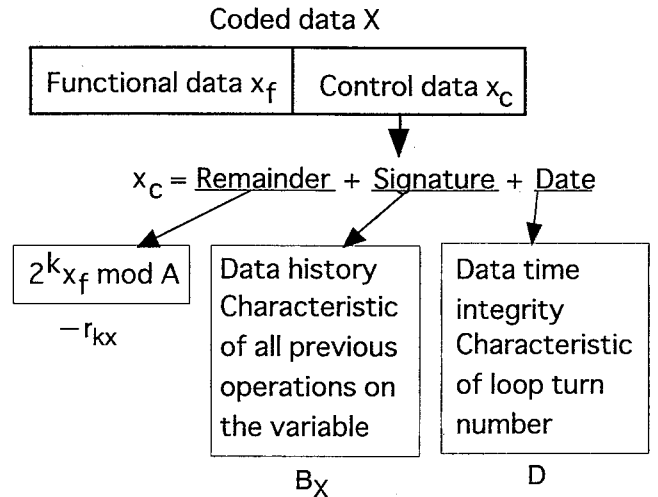 Coded data X
Functional data x_f
Control data x_c
x_c = Remainder + Signature + Date
2^k x_f mod A
−r_kx
Data history
Characteristic
of all previous
operations on
the variable
B_X
Data time
integrity
Characteristic
of loop turn
number
D